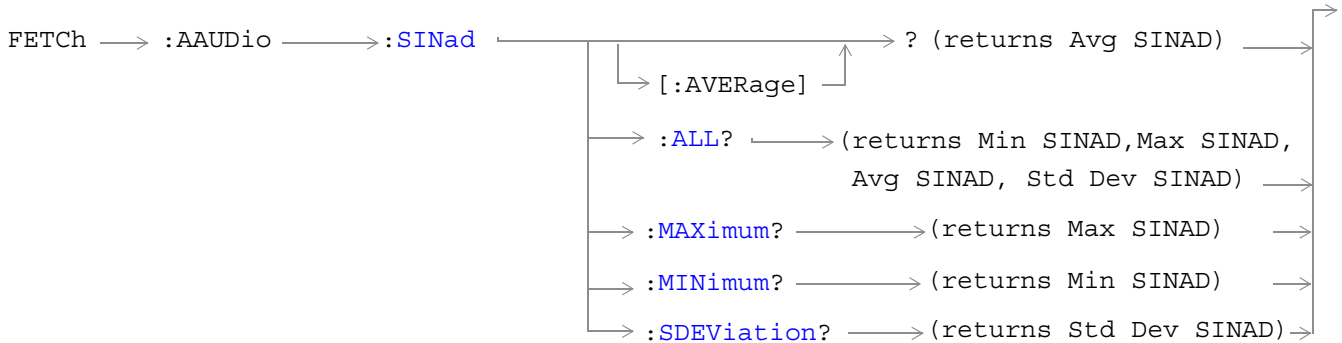 FETCh :AAUDio :SINad ? (returns Avg SINAD)
[:AVERage]
:ALL? (returns Min SINAD,Max SINAD,
Avg SINAD, Std Dev SINAD)
:MAXimum? (returns Max SINAD)
:MINimum? (returns Min SINAD)
:SDEViation? (returns Std Dev SINAD)